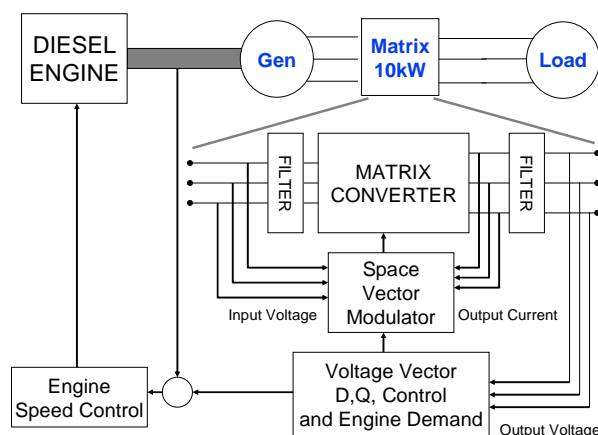 DIESEL
ENGINE
Gen
Matrix
10kW
Load
FILTER
MATRIX
CONVERTER
FILTER
Space
Vector
Modulator
Input Voltage
Output Current
Engine
Speed Control
Voltage Vector
D,Q, Control
and Engine Demand
Output Voltage